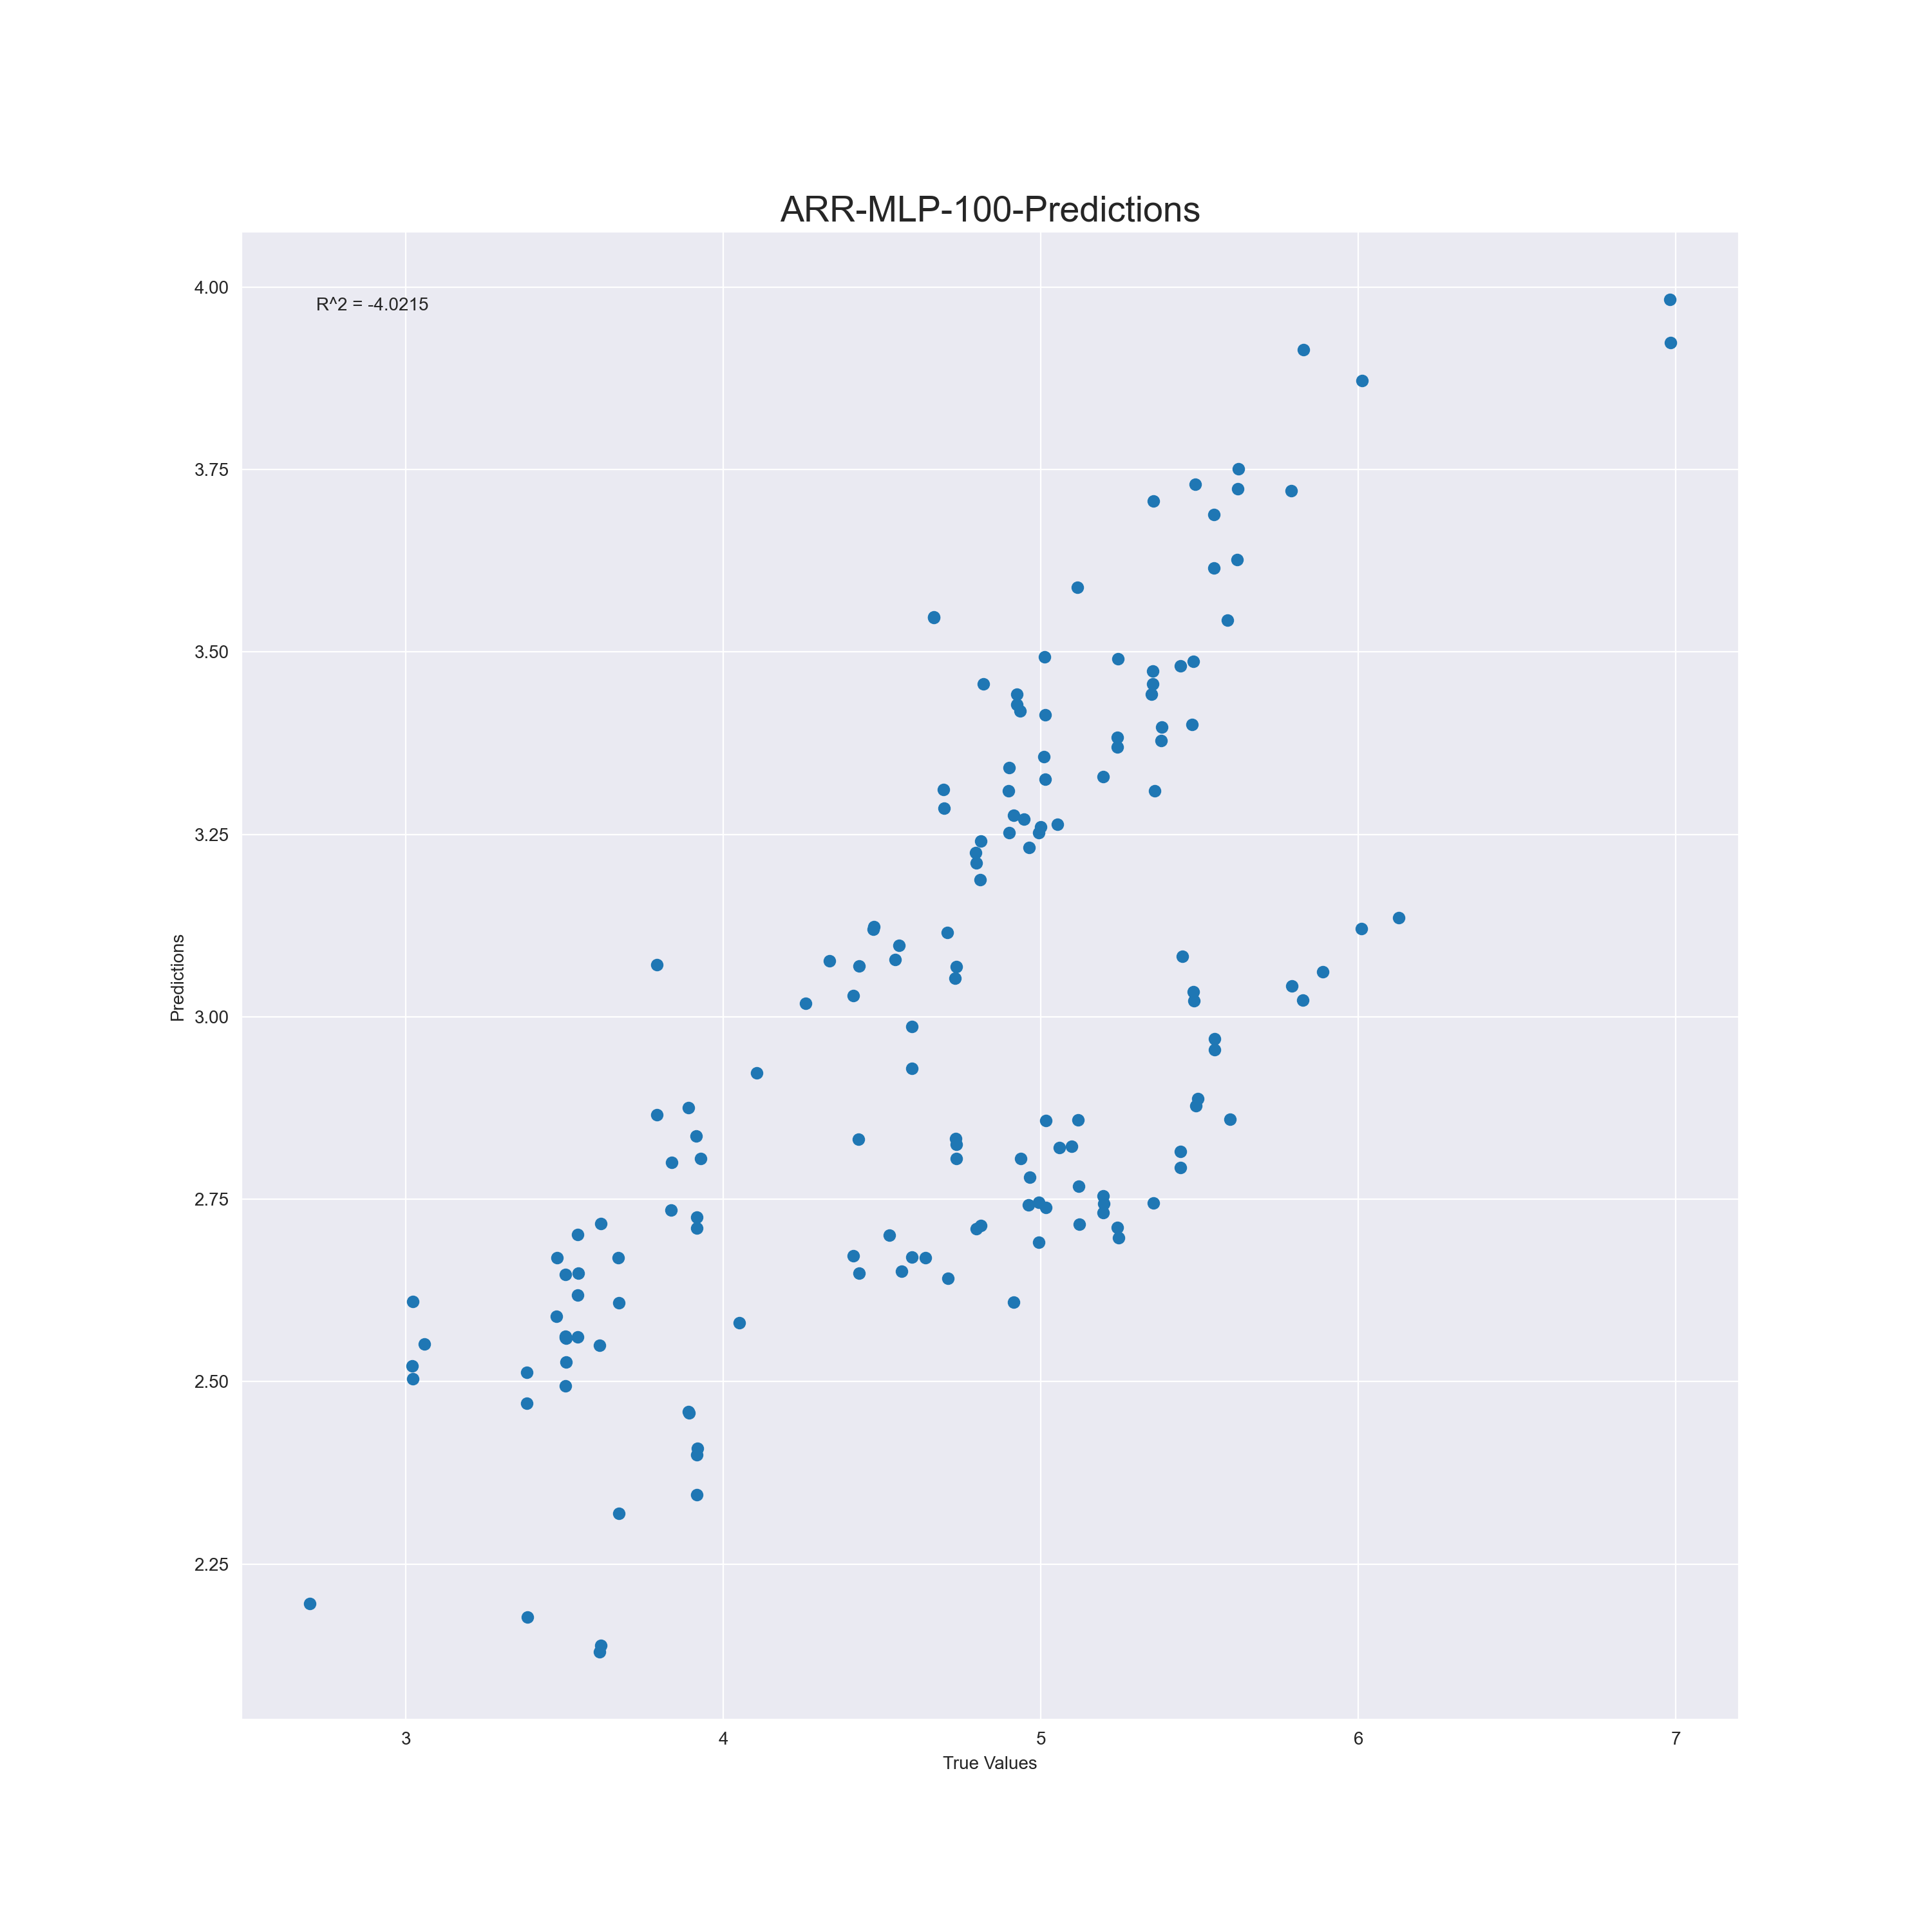 ARR-MLP-100-Predictions
R^2 = -4.0215
4.00
3.75
3.50
3.25
3.00
2.75
2.50
2.25
Predictions
3 4 5 6 7
True Values